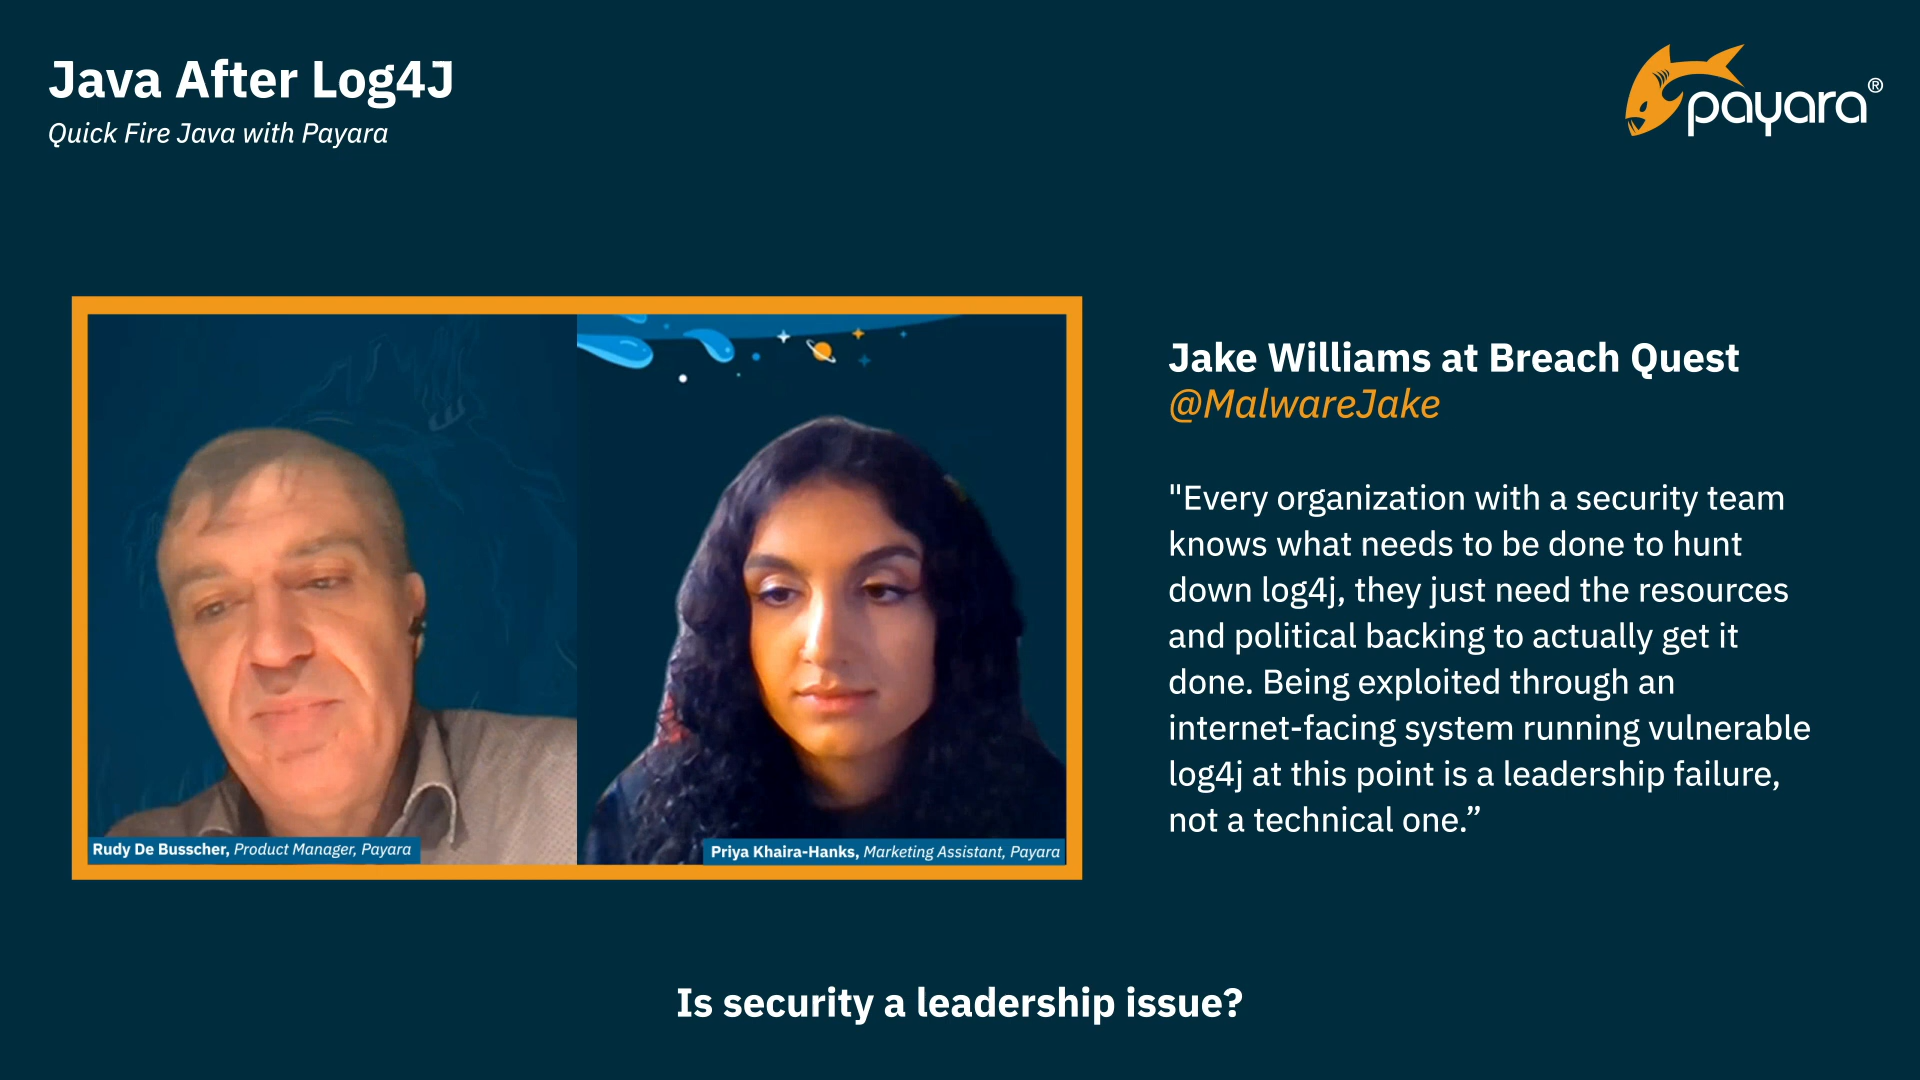 Java After Log4J
Quick Fire Java with Payara
payara®
Rudy De Busscher, Product Manager, Payara
Priya Khaira-Hanks, Marketing Assistant, Payara
Jake Williams at Breach Quest
@MalwareJake
"Every organization with a security team
knows what needs to be done to hunt
down log4j, they just need the resources
and political backing to actually get it
done. Being exploited through an
internet-facing system running vulnerable
log4j at this point is a leadership failure,
not a technical one.”
Is security a leadership issue?